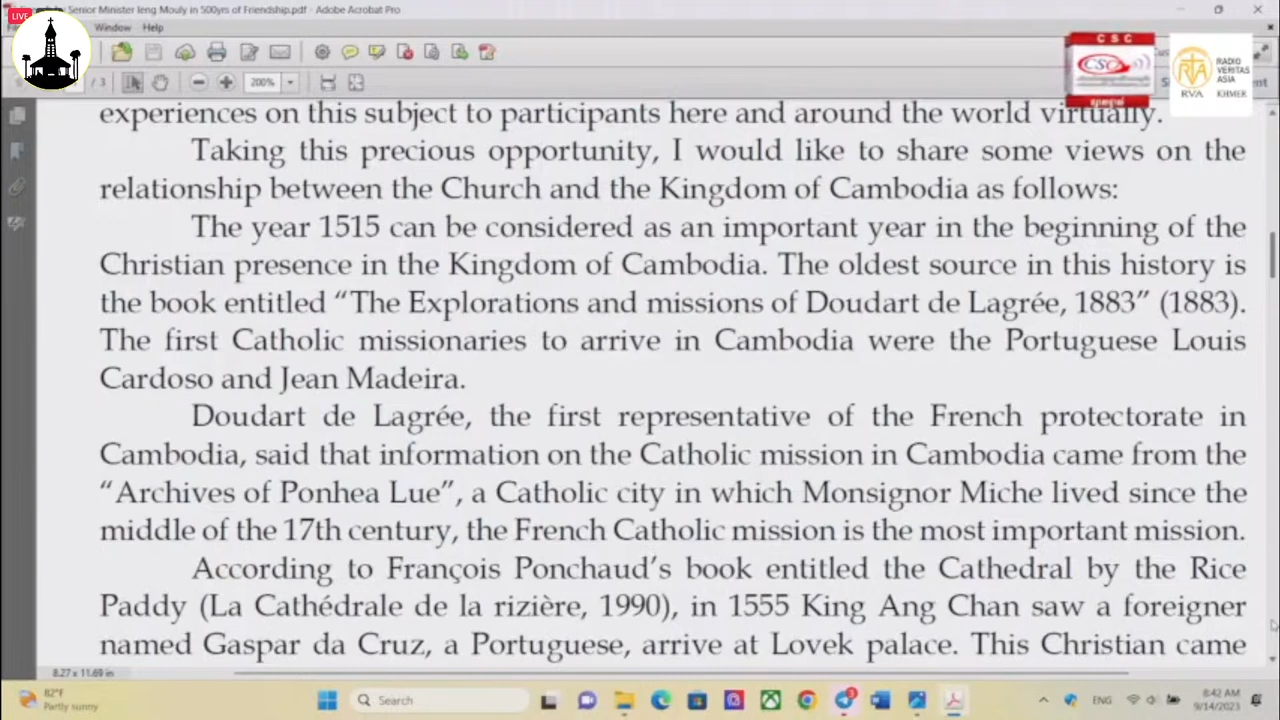 LIVE
Senior Minister Ieng Mouly in 500yrs of Friendship.pdf - Adobe Acrobat Pro
Window Help
/ 3
200%
CSC
CSC
RADIO
VERITAS
ASIA
RVA KHMER
experiences on this subject to participants here and around the world virtually.
Taking this precious opportunity, I would like to share some views on the
relationship between the Church and the Kingdom of Cambodia as follows:
The year 1515 can be considered as an important year in the beginning of the
Christian presence in the Kingdom of Cambodia. The oldest source in this history is
the book entitled “The Explorations and missions of Doudart de Lagrée, 1883” (1883).
The first Catholic missionaries to arrive in Cambodia were the Portuguese Louis
Cardoso and Jean Madeira.
Doudart de Lagrée, the first representative of the French protectorate in
Cambodia, said that information on the Catholic mission in Cambodia came from the
“Archives of Ponhea Lue”, a Catholic city in which Monsignor Miche lived since the
middle of the 17th century, the French Catholic mission is the most important mission.
According to François Ponchaud’s book entitled the Cathedral by the Rice
Paddy (La Cathédrale de la rizière, 1990), in 1555 King Ang Chan saw a foreigner
named Gaspar da Cruz, a Portuguese, arrive at Lovek palace. This Christian came
8.27 x 11.69 in
82°F
Partly sunny
Search
3
ENG
8:42 AM
9/14/2023